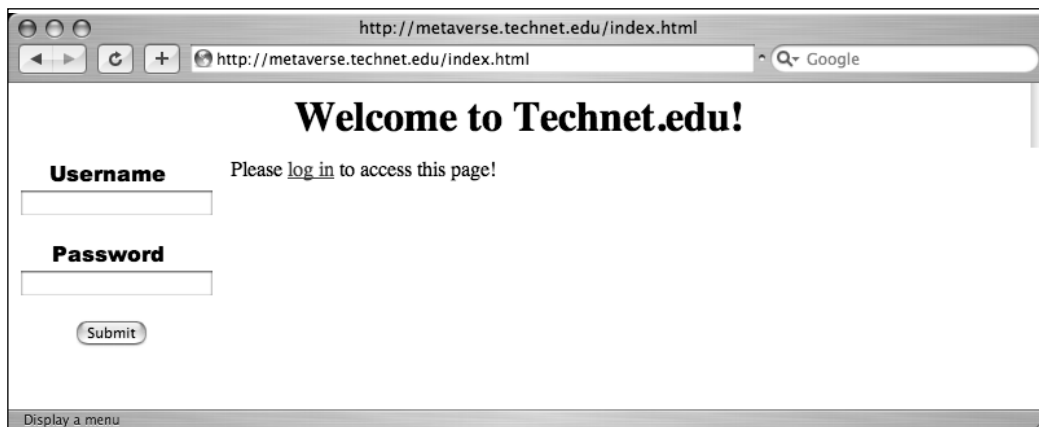 http://metaverse.technet.edu/index.html
http://metaverse.technet.edu/index.html
Google
Welcome to Technet.edu!
Username
Please log in to access this page!
Password
Submit
Display a menu